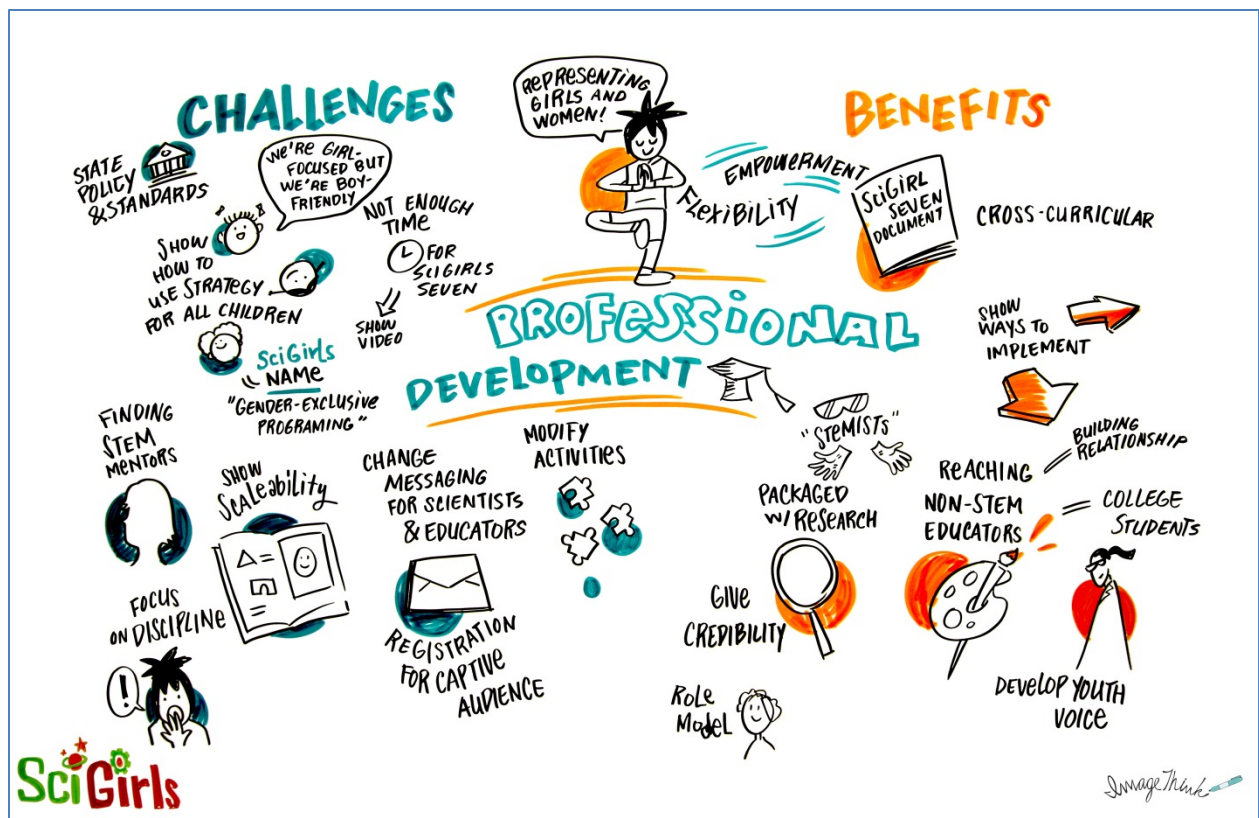 CHALLENGES
STATE
POLICY
& STANDARDS
WE'RE GIRL-
FOCUSED BUT
WE'RE BOY-
FRIENDLY
SHOW
HOW TO
USE STRATEGY
FOR ALL CHILDREN
NOT ENOUGH
TIME
FOR
SCIGIRLS
SEVEN
SHOW
VIDEO
SciGirls
NAME
"GENDER-EXCLUSIVE
PROGRAMING"
FINDING
STEM
MENTORS
SHOW
SCALEABILITY
CHANGE
MESSAGING
FOR SCIENTISTS
& EDUCATORS
MODIFY
ACTIVITIES
FOCUS
ON DISCIPLINE
!
REGISTRATION
FOR CAPTIVE
AUDIENCE
REPRESENTING
GIRLS AND
WOMEN!
PROFESSIONAL
DEVELOPMENT
BENEFITS
EMPOWERMENT
FLEXIBILITY
SCIGIRL
SEVEN
DOCUMENT
CROSS-CURRICULAR
SHOW
WAYS TO
IMPLEMENT
"STEMISTS"
PACKAGED
W/ RESEARCH
GIVE
CREDIBILITY
REACHING
NON-STEM
EDUCATORS
BUILDING
RELATIONSHIP
COLLEGE
STUDENTS
ROLE
MODEL
DEVELOP YOUTH
VOICE
SciGirls
ImageThink